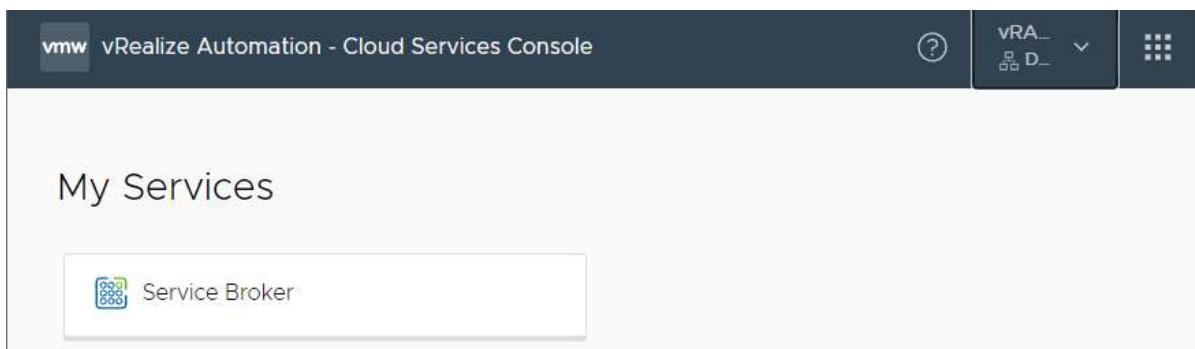 vmw vRealize Automation - Cloud Services Console
vRA...
D...
My Services
Service Broker